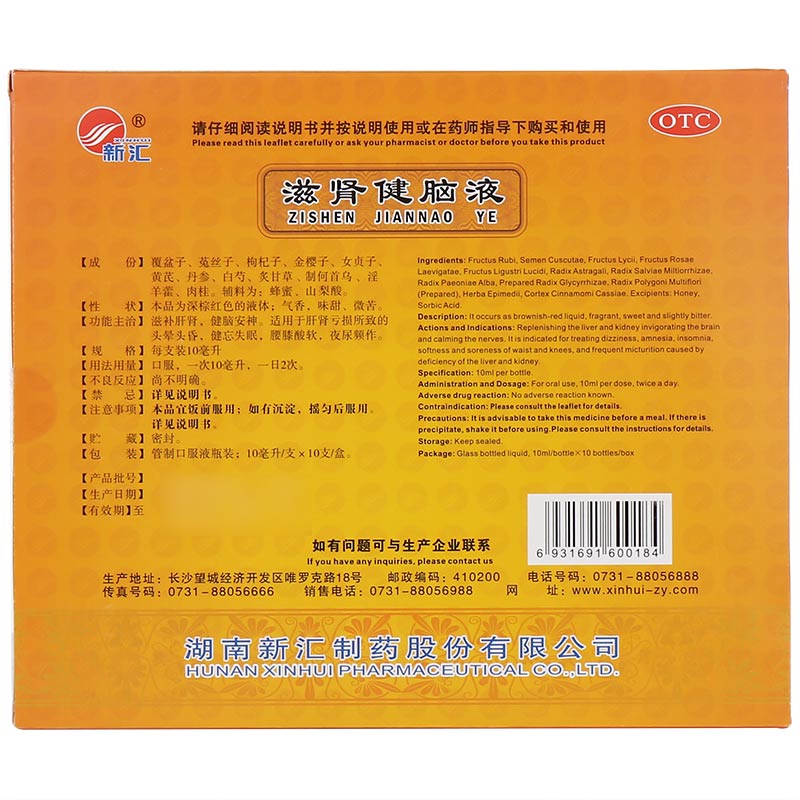 XINHUI
新汇
®
请仔细阅读说明书并按说明使用或在药师指导下购买和使用
Please read this leaflet carefully or ask your pharmacist or doctor before you take this product
OTC
滋肾健脑液
ZISHEN JIANNAO YE
【成 份】覆盆子、菟丝子、枸杞子、金樱子、女贞子、
黄芪、丹参、白芍、炙甘草、制何首乌、淫
羊藿、肉桂。辅料为：蜂蜜、山梨酸。
【性 状】本品为深棕红色的液体；气香，味甜、微苦。
【功能主治】滋补肝肾，健脑安神。适用于肝肾亏损所致的
头晕头昏，健忘失眠，腰膝酸软，夜尿频作。
【规 格】每支装10毫升
【用法用量】口服，一次10毫升，一日2次。
【不良反应】尚不明确。
【禁 忌】详见说明书。
【注意事项】本品宜饭前服用；如有沉淀，摇匀后服用。
详见说明书。
【贮 藏】密封。
【包 装】管制口服液瓶装；10毫升/支×10支/盒。
【产品批号】
【生产日期】
【有效期】至
Ingredients: Fructus Rubi, Semen Cuscutae, Fructus Lycii, Fructus Rosae
Laevigatae, Fructus Ligustri Lucidi, Radix Astragali, Radix Salviae Miltiorrhizae,
Radix Paeoniae Alba, Prepared Radix Glycyrrhizae, Radix Polygoni Multiflori
(Prepared), Herba Epimedii, Cortex Cinnamomi Cassiae. Excipients: Honey,
Sorbic Acid.
Description: It occurs as brownish-red liquid, fragrant, sweet and slightly bitter.
Actions and Indications: Replenishing the liver and kidney invigorating the brain
and calming the nerves. It is indicated for treating dizziness, amnesia, insomnia,
softness and soreness of waist and knees, and frequent micturition caused by
deficiency of the liver and kidney.
Specification: 10ml per bottle.
Administration and Dosage: For oral use, 10ml per dose, twice a day.
Adverse drug reaction: No adverse reaction known.
Contraindication: Please consult the leaflet for details.
Precautions: It is advisable to take this medicine before a meal. If there is
precipitate, shake it before using.Please consult the instructions for details.
Storage: Keep sealed.
Package: Glass bottled liquid, 10ml/bottle×10 bottles/box
6 931691 600184
如有问题可与生产企业联系
If you have any inquiries, please contact us
生产地址：长沙望城经济开发区唯罗克路18号 邮政编码：410200 电话号码：0731-88056888
传真号码：0731-88056666 销售电话：0731-88056988 网 址：www.xinhui-zy.com
湖南新汇制药股份有限公司
HUNAN XINHUI PHARMACEUTICAL CO.,LTD.